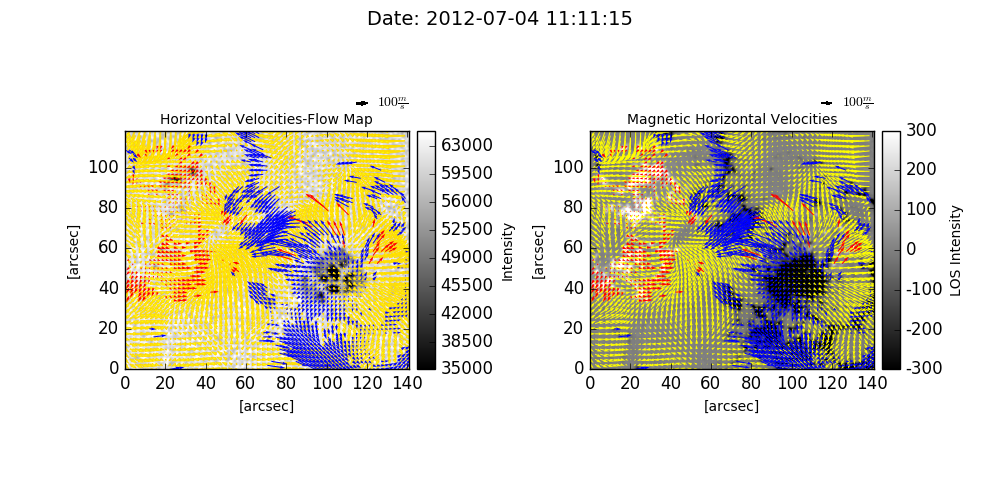 Date: 2012-07-04 11:11:15
100 m/s
Horizontal Velocities-Flow Map
100
80
60
40
20
0
0 20 40 60 80 100 120 140
[arcsec]
[arcsec]
63000
59500
56000
52500
49000
45500
42000
38500
35000
Intensity
100 m/s
Magnetic Horizontal Velocities
100
80
60
40
20
0
0 20 40 60 80 100 120 140
[arcsec]
[arcsec]
300
200
100
0
-100
-200
-300
LOS Intensity